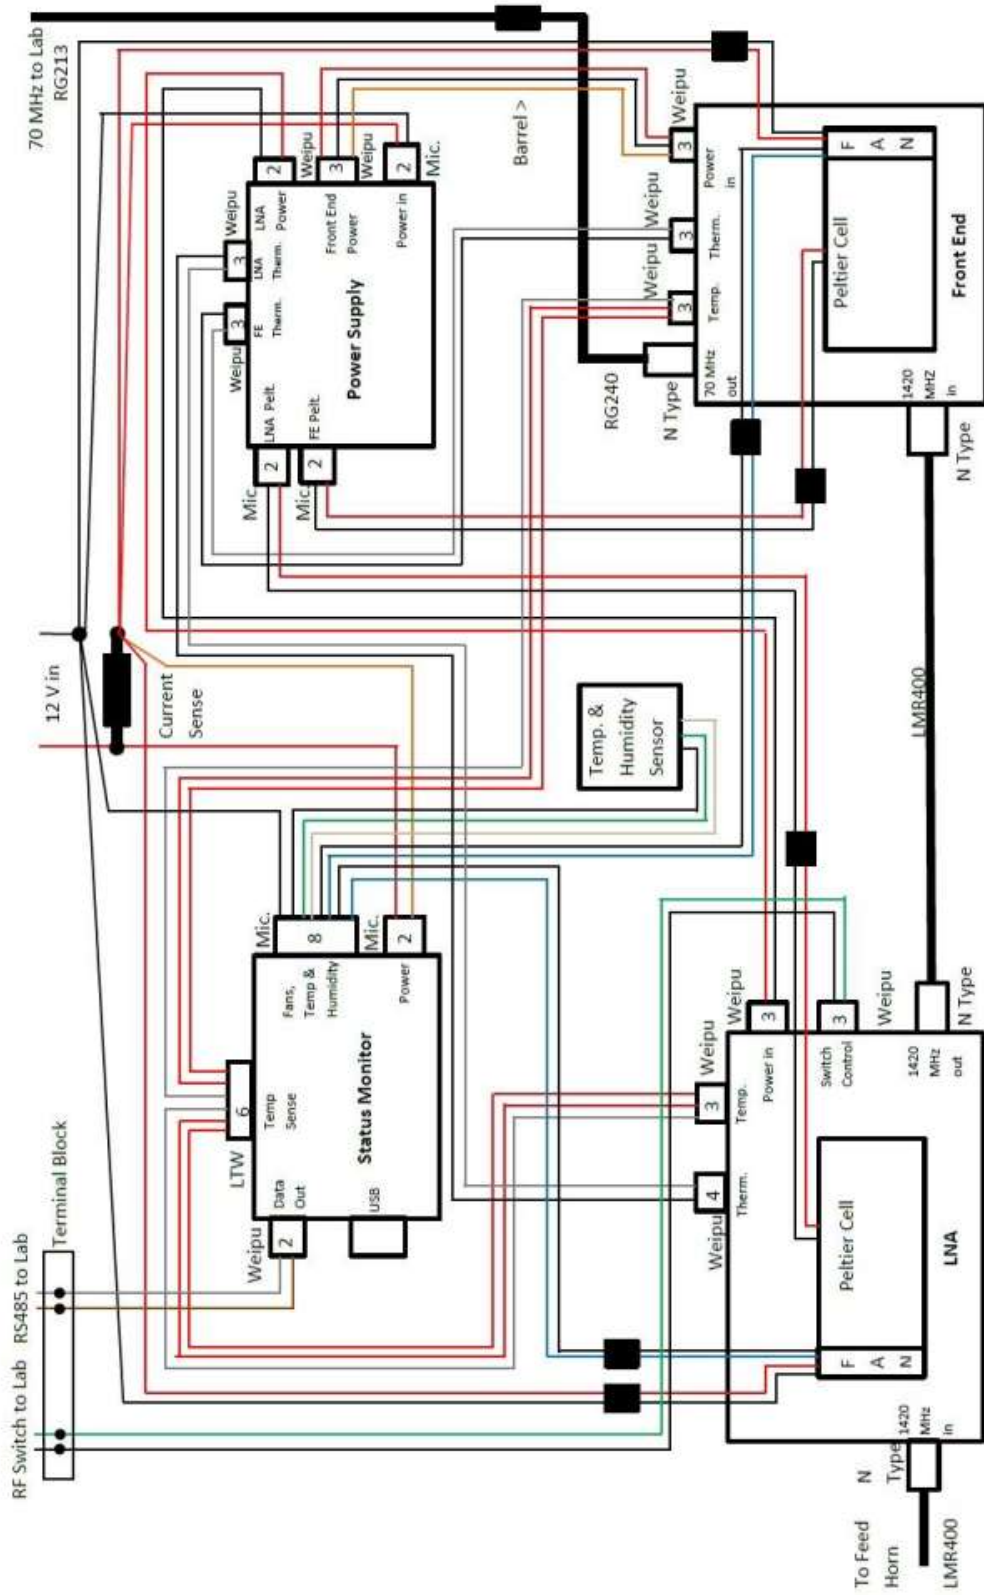 RF Switch to Lab
RS485 to Lab
Terminal Block
12 V in
Current
Sense
70 MHz to Lab
RG213
Weipu
2
Data
Out
USB
LTW
6
Temp
Sense
Status Monitor
Mic.
8
Fans,
Temp &
Humidity
Mic.
2
Power
Temp. &
Humidity
Sensor
Mic.
2
LNA Pelt.
Mic.
2
FE Pelt.
Weipu
3
FE
Therm.
Weipu
3
LNA
Therm.
2
LNA
Power
Weipu
3
Front End
Power
Weipu
2
Power in
Mic.
Power Supply
Barrel >
RG240
N Type
70 MHz
out
Weipu
3
Temp.
Weipu
3
Therm.
Weipu
3
Power
in
Peltier Cell
F
A
N
Front End
1420
MHZ
in
N Type
LMR400
Weipu
4
Therm.
Weipu
3
Temp.
Weipu
3
Power in
3
Switch
Control
Weipu
1420
MHz
out
N Type
F
A
N
Peltier Cell
LNA
1420
MHz
in
N
Type
To Feed
Horn
LMR400